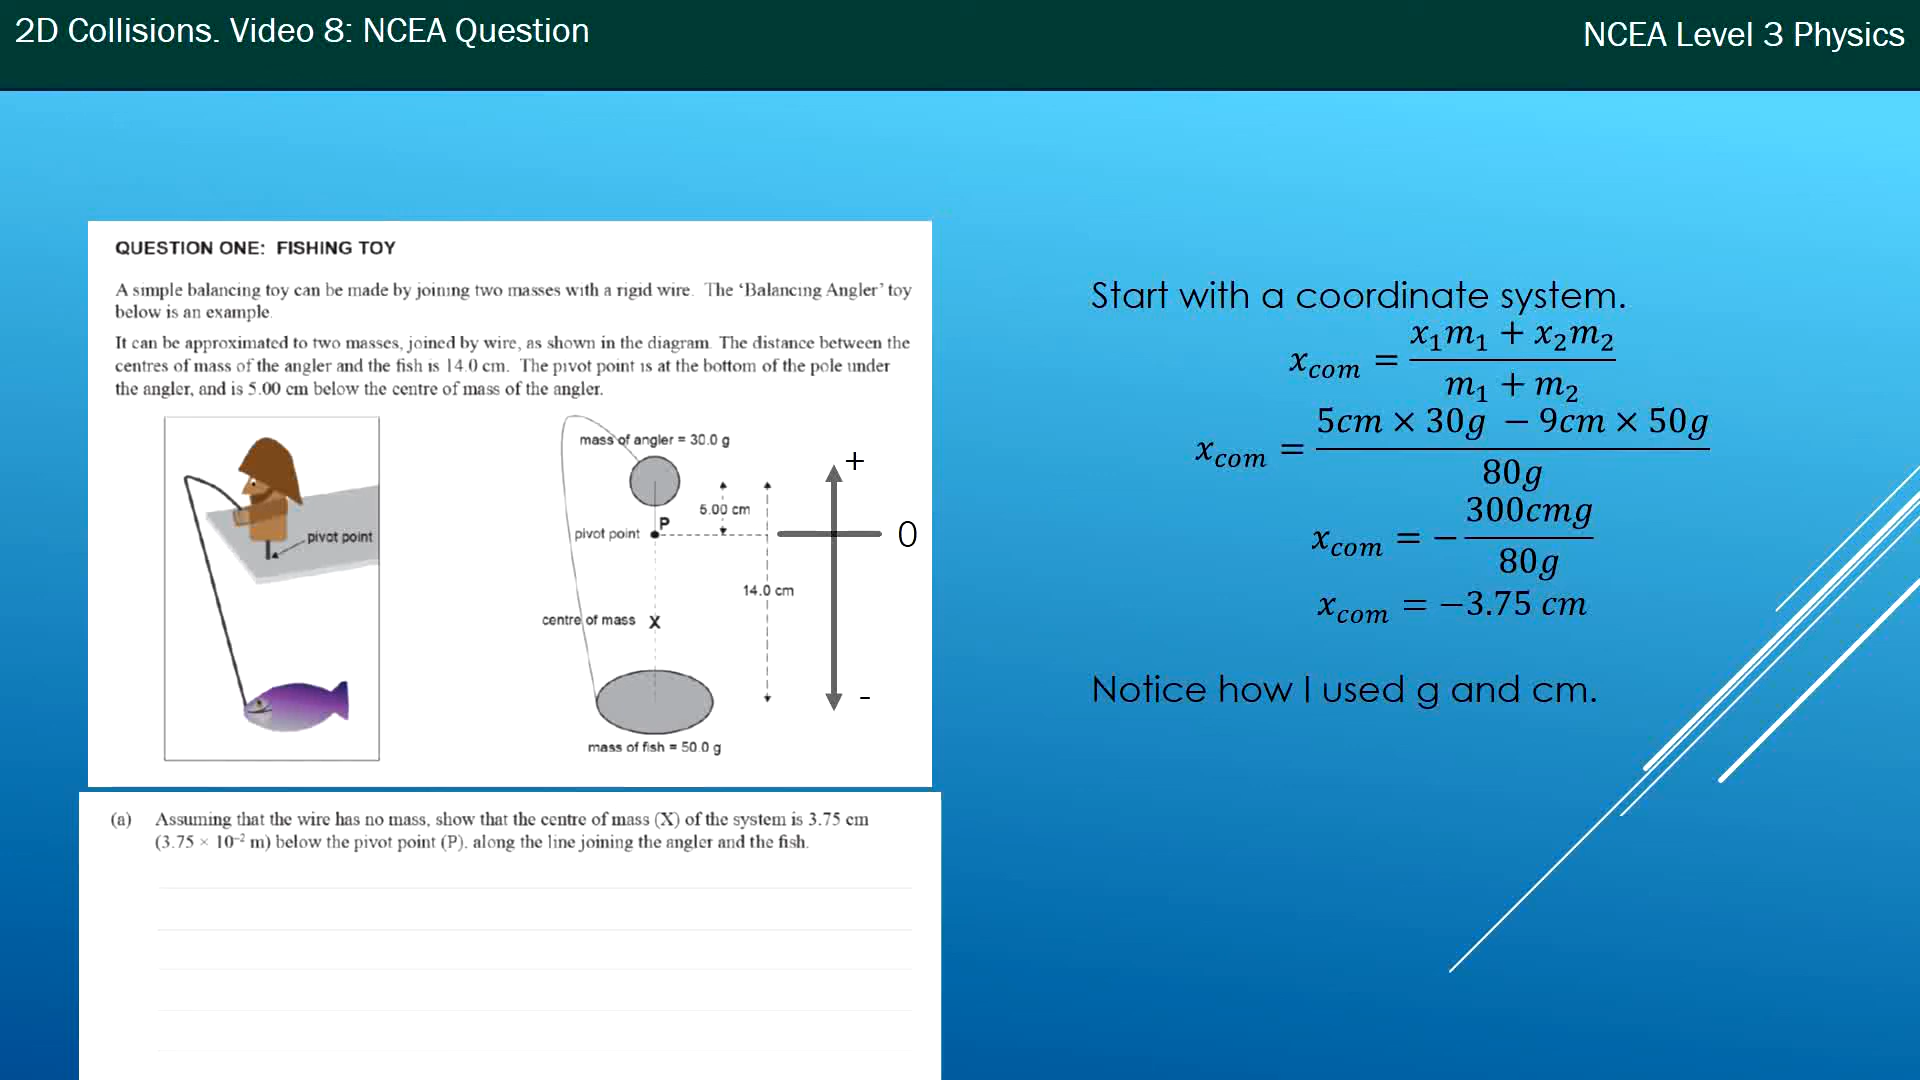 2D Collisions. Video 8: NCEA Question
NCEA Level 3 Physics
QUESTION ONE: FISHING TOY
A simple balancing toy can be made by joining two masses with a rigid wire. The ‘Balancing Angler’ toy
below is an example.
It can be approximated to two masses, joined by wire, as shown in the diagram. The distance between the
centres of mass of the angler and the fish is 14.0 cm. The pivot point is at the bottom of the pole under
the angler, and is 5.00 cm below the centre of mass of the angler.
pivot point
mass of angler = 30.0 g
5.00 cm
P
pivot point
14.0 cm
centre of mass X
mass of fish = 50.0 g
+
0
-
(a) Assuming that the wire has no mass, show that the centre of mass (X) of the system is 3.75 cm
(3.75 × 10⁻² m) below the pivot point (P). along the line joining the angler and the fish.
Start with a coordinate system.
x_com = (x₁m₁ + x₂m₂) / (m₁ + m₂)
x_com = (5cm × 30g − 9cm × 50g) / 80g
x_com = − 300cmg / 80g
x_com = −3.75 cm
Notice how I used g and cm.